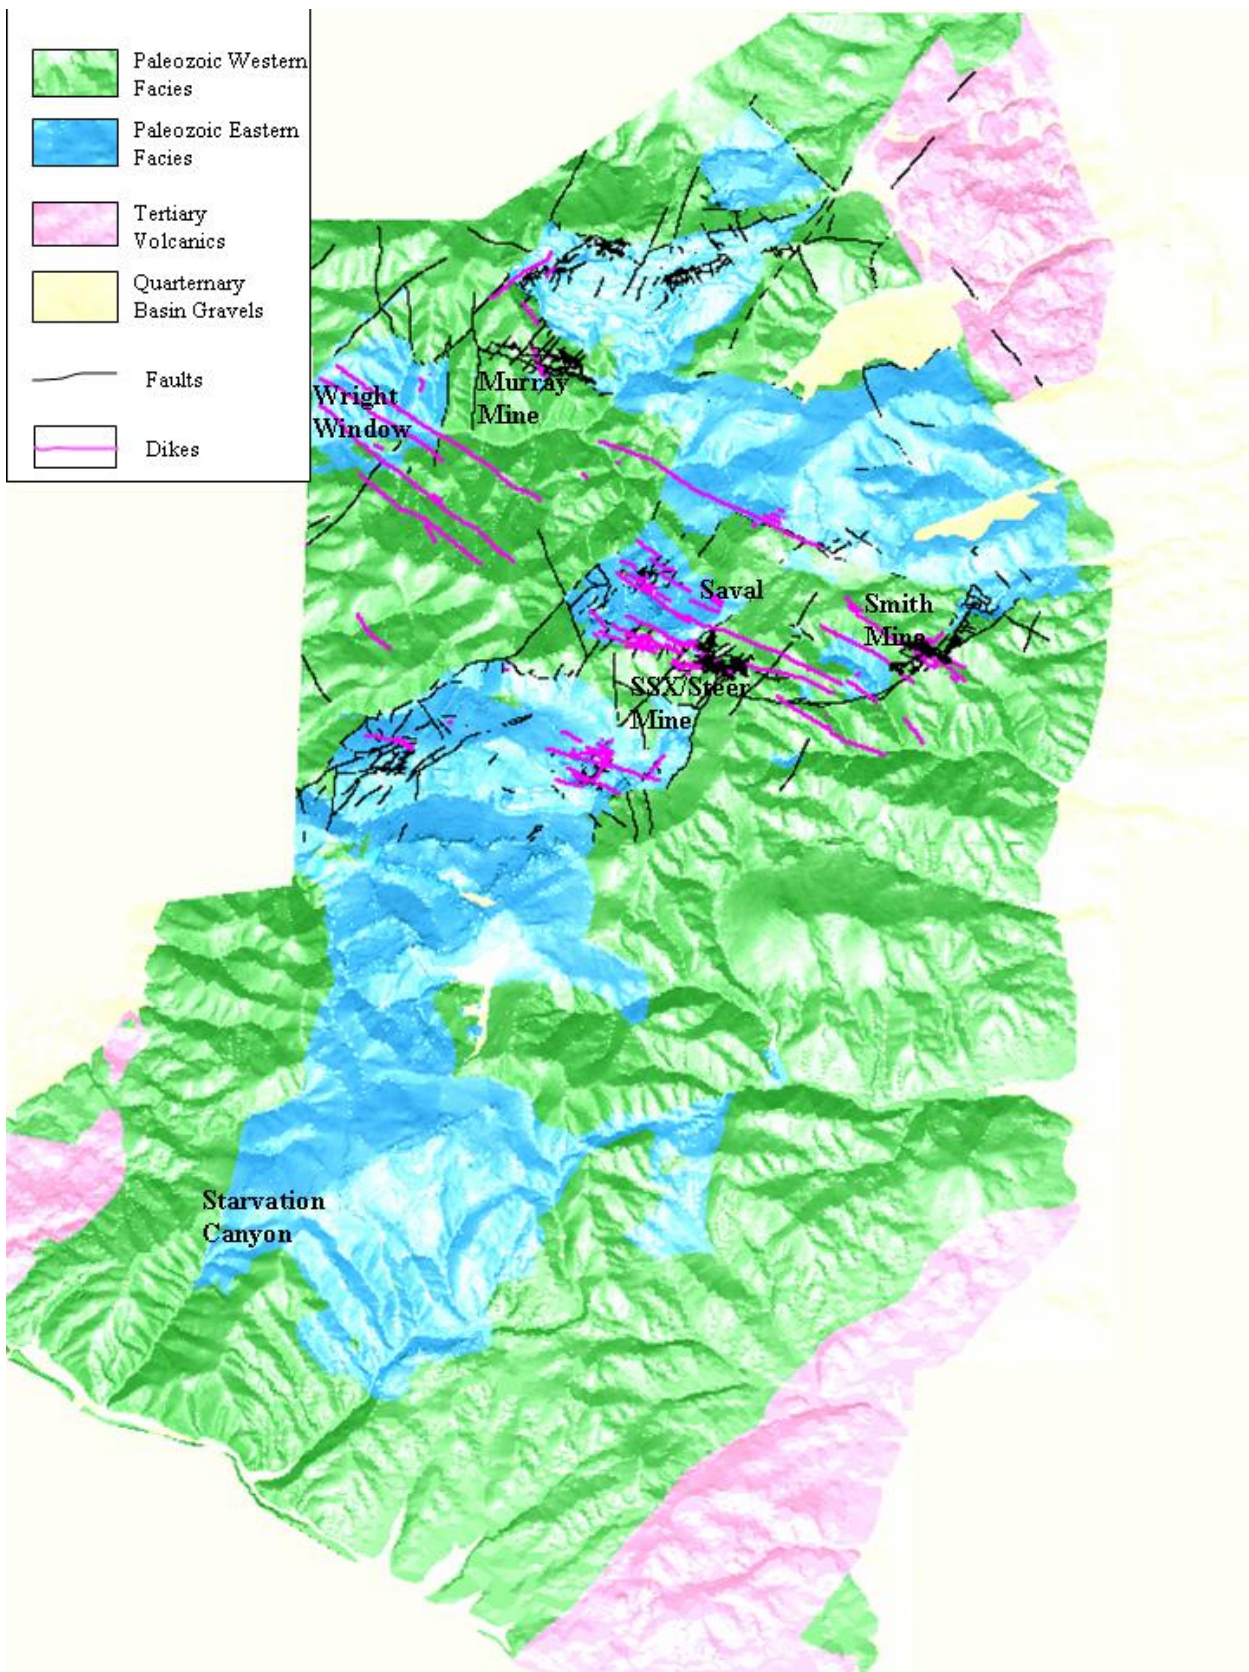 Paleozoic Western
Facies
Paleozoic Eastern
Facies
Tertiary
Volcanics
Quarternary
Basin Gravels
Faults
Dikes
Wright
Window
Murray
Mine
Saval
Smith
Mine
SSX/Steer
Mine
Starvation
Canyon